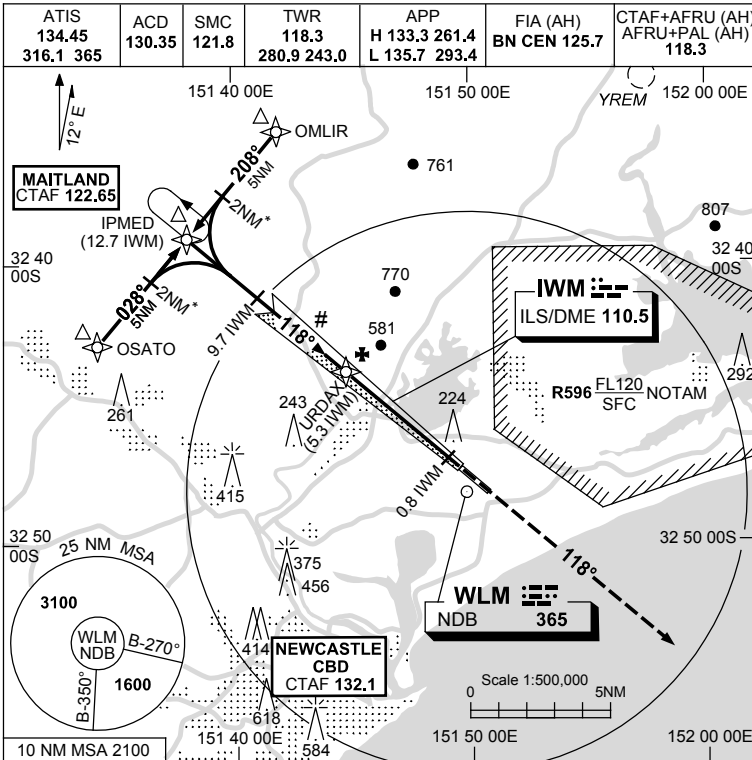 ATIS
134.45
316.1 365
ACD
130.35
SMC
121.8
TWR
118.3
280.9 243.0
APP
H 133.3 261.4
L 135.7 293.4
FIA (AH)
BN CEN 125.7
CTAF+AFRU (AH)
AFRU+PAL (AH)
118.3
151 40 00E
151 50 00E
152 00 00E
YREM
12° E
OMLIR
208°
5NM
761
MAITLAND
CTAF 122.65
2NM*
IPMED
(12.7 IWM)
807
32 40
00S
32 40
00S
770
IWM
ILS/DME 110.5
028°
5NM
2NM*
9.7 IWM
118°
#
581
OSATO
URDAX
(5.3 IWM)
R596 FL120 NOTAM
SFC
292
261
243
224
415
0.8 IWM
32 50
00S
32 50 00S
25 NM MSA
375
456
118°
3100
WLM
NDB
B-270°
B-350°
1600
WLM
NDB 365
414
NEWCASTLE
CBD
CTAF 132.1
Scale 1:500,000
0 5NM
618
584
10 NM MSA 2100
151 40 00E
151 50 00E
152 00 00E